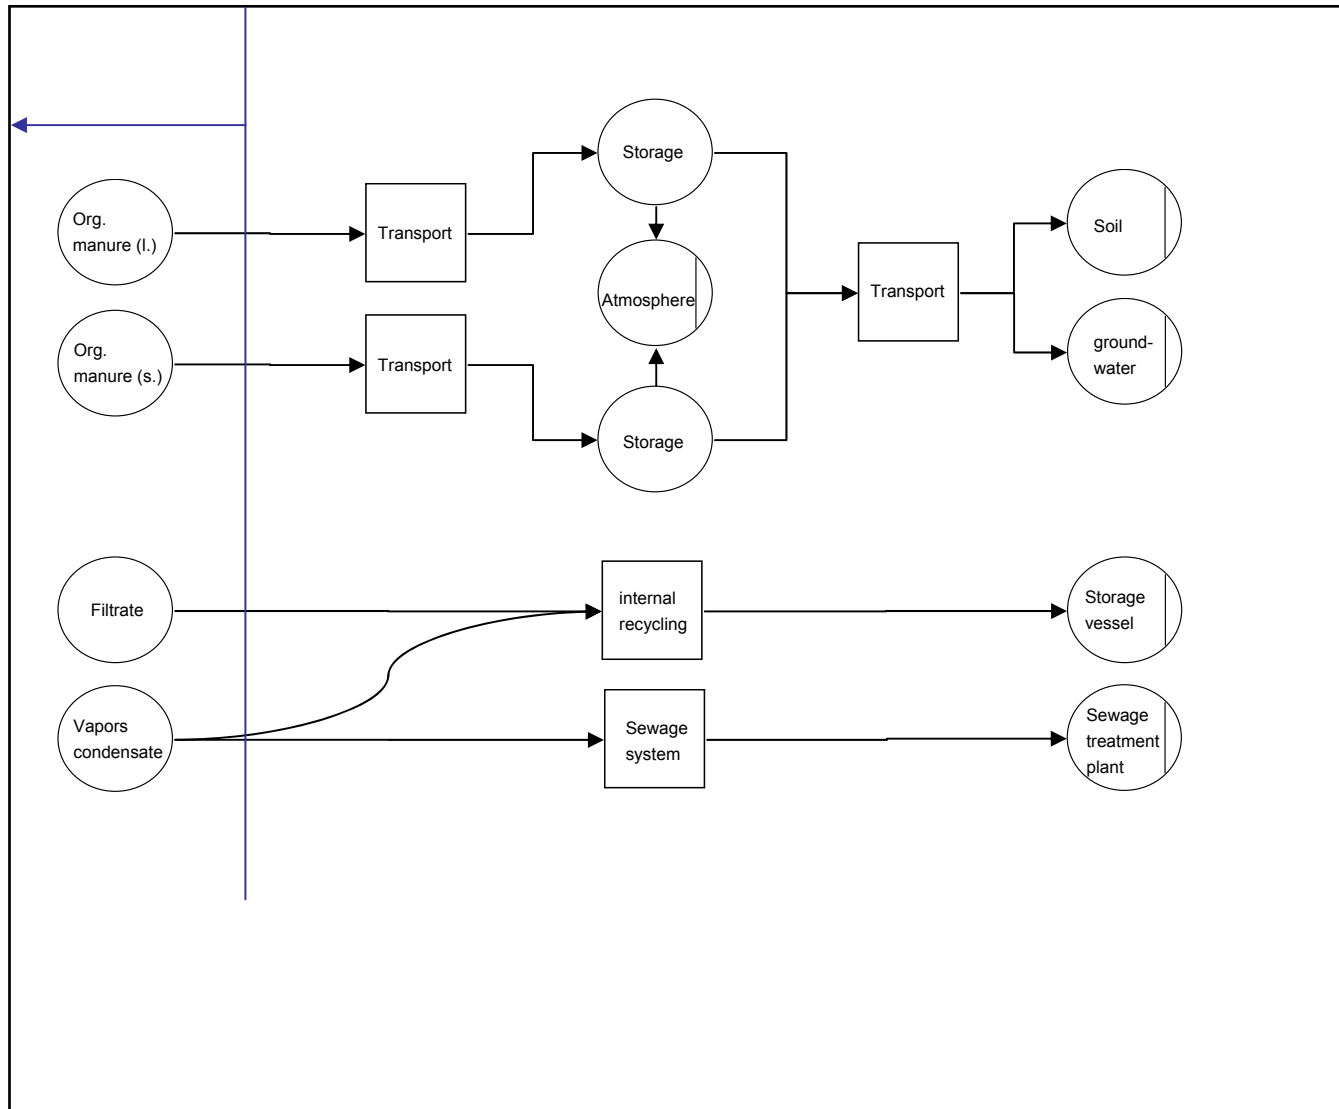 Storage
Org.
manure (l.)
Transport
Soil
Atmosphere
Transport
Org.
manure (s.)
Transport
ground-
water
Storage
Filtrate
internal
recycling
Storage
vessel
Vapors
condensate
Sewage
system
Sewage
treatment
plant